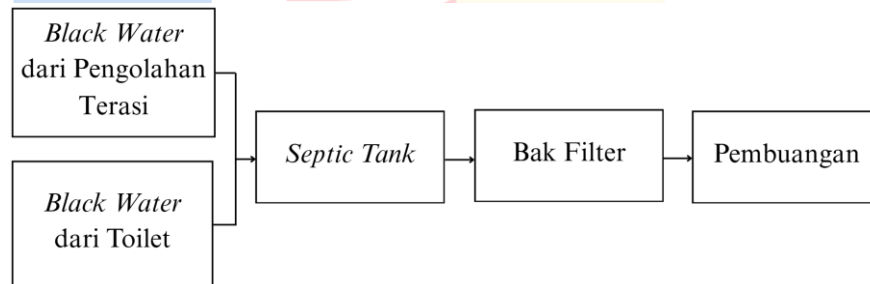 Black Water
dari Pengolahan
Terasi
Black Water
dari Toilet
Septic Tank
Bak Filter
Pembuangan